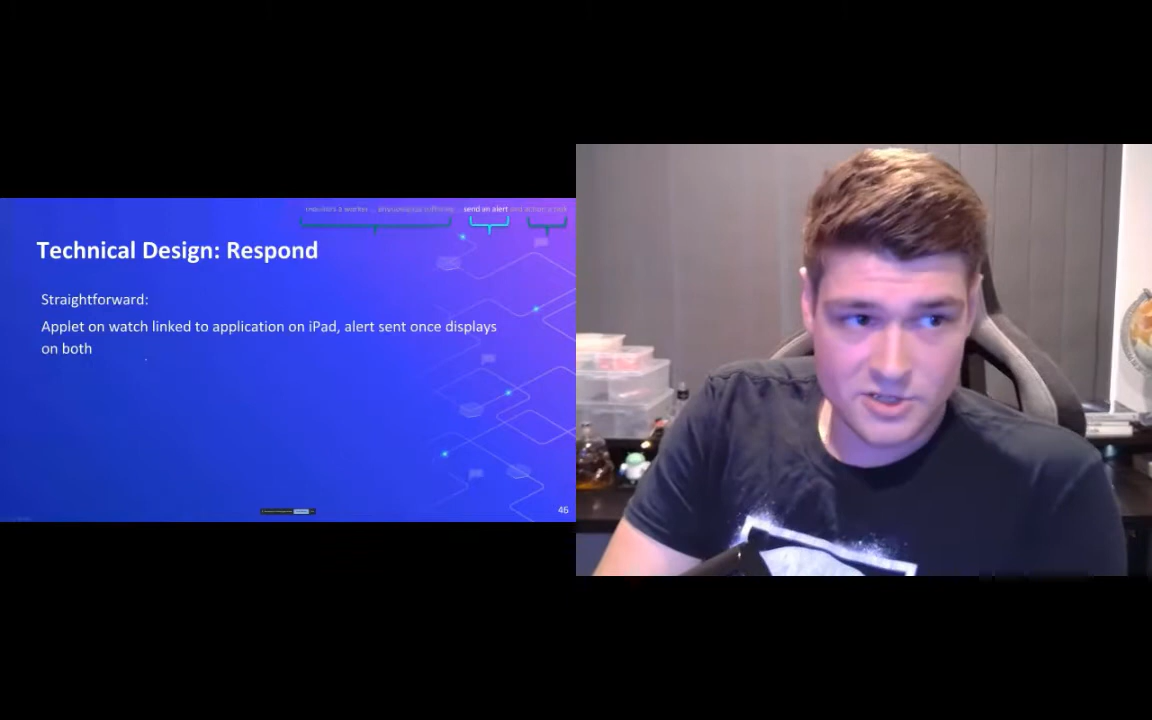 send an alert
Technical Design: Respond
Straightforward:
Applet on watch linked to application on iPad, alert sent once displays
on both
46